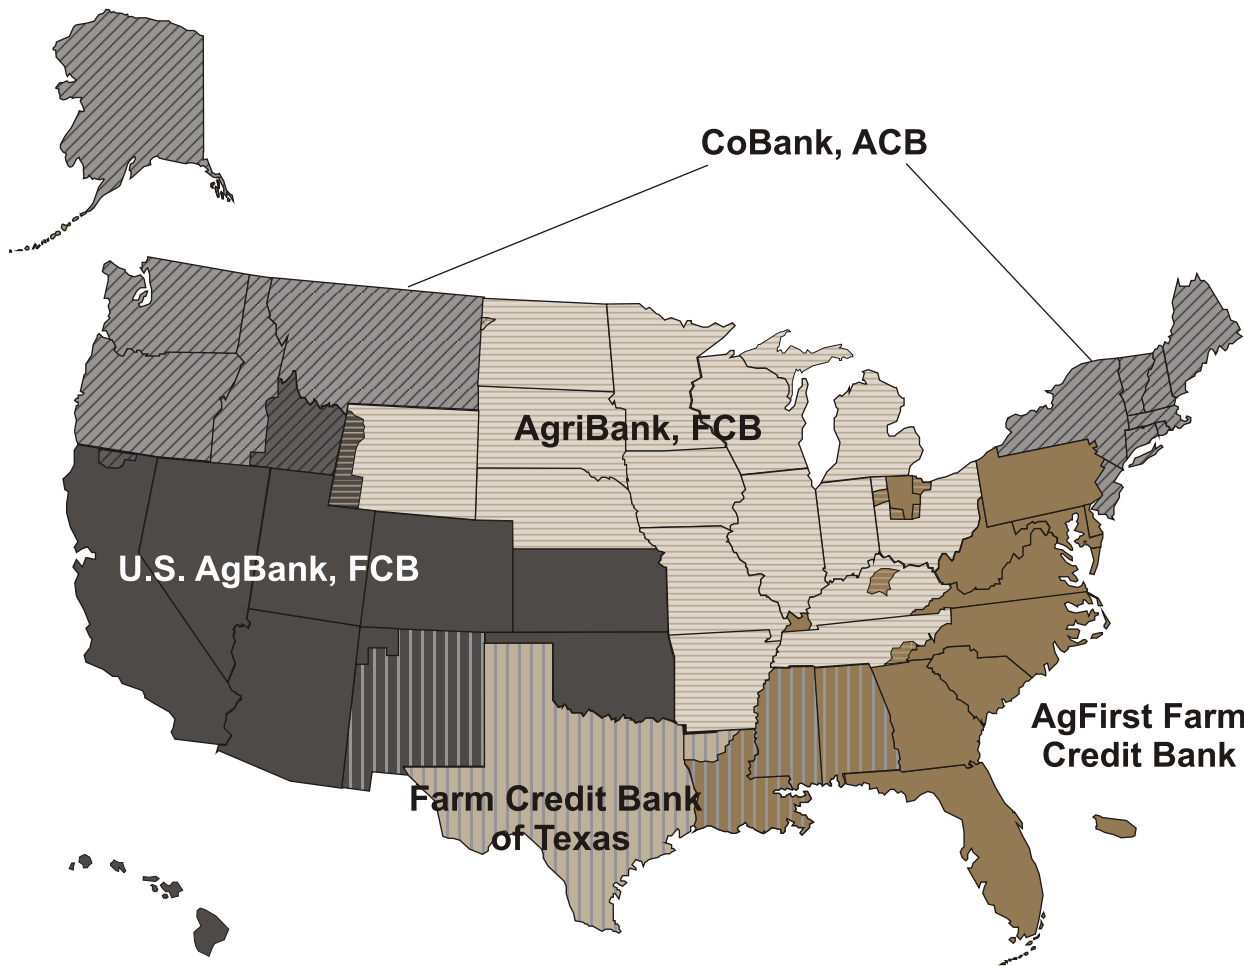 CoBank, ACB
AgriBank, FCB
U.S. AgBank, FCB
AgFirst Farm
Credit Bank
Farm Credit Bank
of Texas